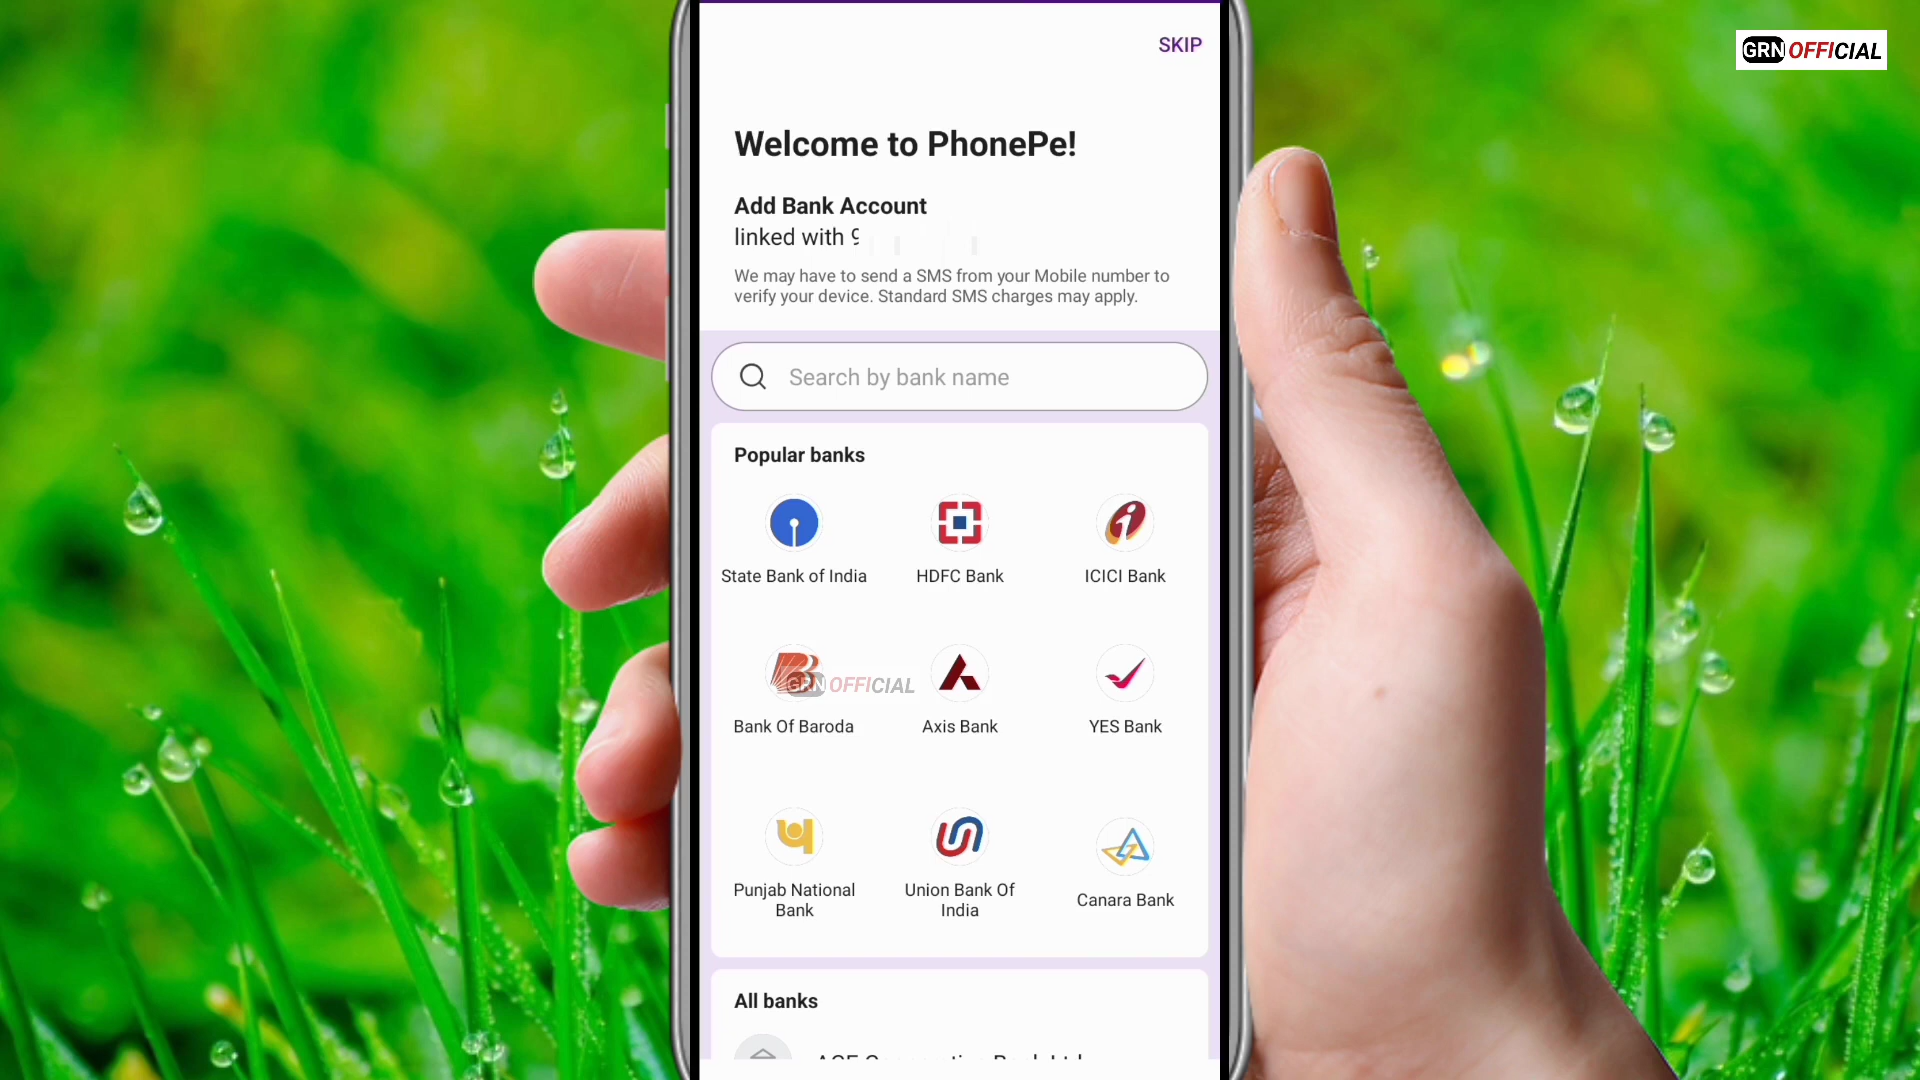 SKIP
GRN OFFICIAL
Welcome to PhonePe!
Add Bank Account
linked with 9
We may have to send a SMS from your Mobile number to
verify your device. Standard SMS charges may apply.
Search by bank name
Popular banks
State Bank of India
HDFC Bank
ICICI Bank
GRN OFFICIAL
Bank Of Baroda
Axis Bank
YES Bank
Punjab National
Bank
Union Bank Of
India
Canara Bank
All banks